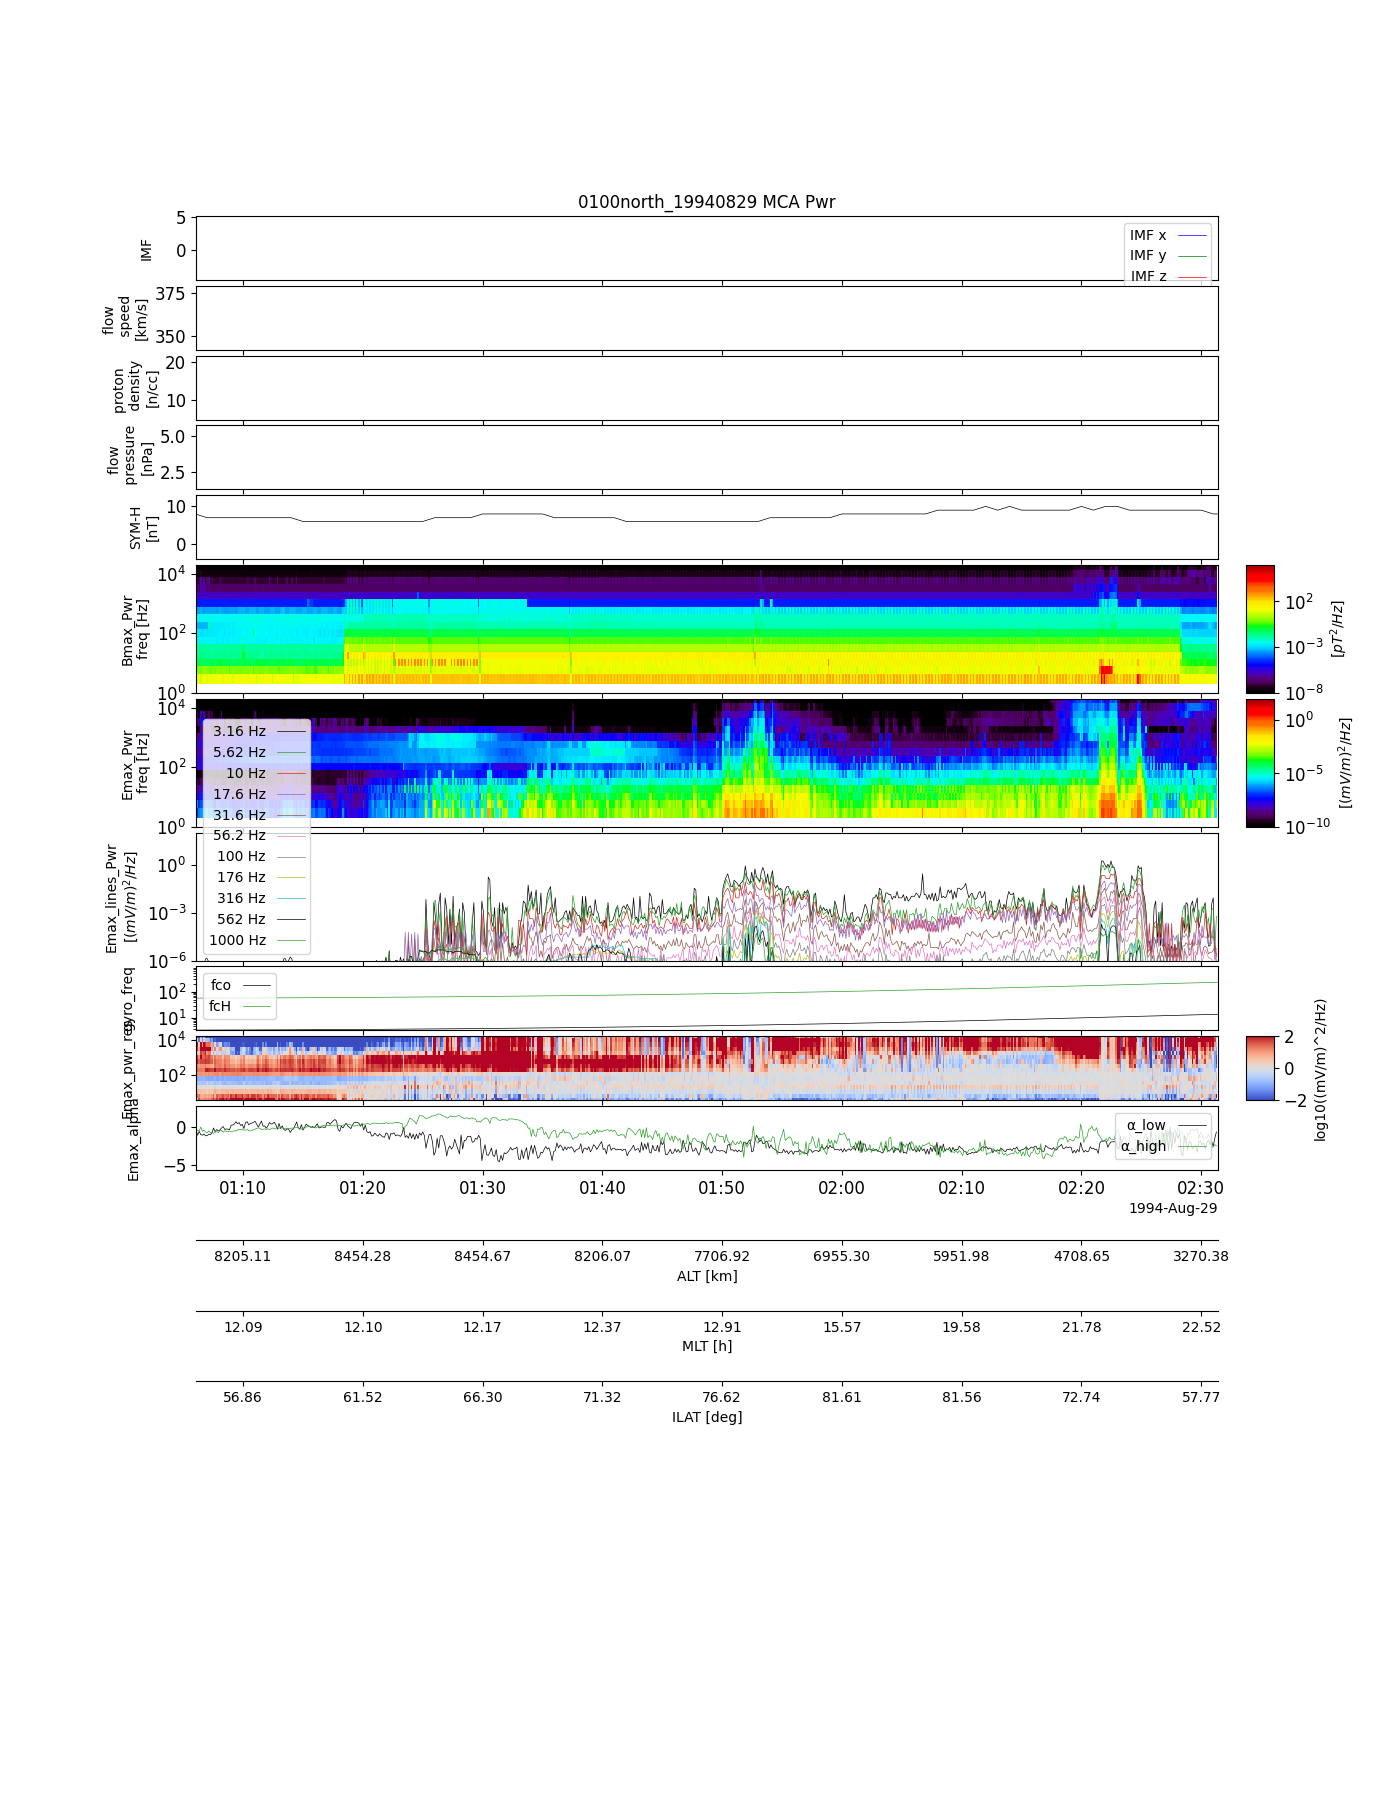 0100north_19940829 MCA Pwr
5
0
IMF
IMF x
IMF y
IMF z
375
350
flow
speed
[km/s]
20
10
proton
density
[n/cc]
5.0
2.5
flow
pressure
[nPa]
10
0
SYM-H
[nT]
10^4
10^2
10^0
Bmax_Pwr
freq [Hz]
10^2
10^-3
10^-8
[pT^2/Hz]
10^4
10^2
10^0
Emax_Pwr
freq [Hz]
10^0
10^-5
10^-10
[(mV/m)^2/Hz]
3.16 Hz
5.62 Hz
10 Hz
17.6 Hz
31.6 Hz
56.2 Hz
100 Hz
176 Hz
316 Hz
562 Hz
1000 Hz
10^0
10^-3
10^-6
Emax_lines_Pwr
[(mV/m)^2/Hz]
10^2
10^1
gyro_freq
fco
fcH
10^4
10^2
Emax_pwr_reg
2
0
−2
log10((mV/m)^2/Hz)
0
−5
Emax_alpha
α_low
α_high
01:10 01:20 01:30 01:40 01:50 02:00 02:10 02:20 02:30
1994-Aug-29
8205.11 8454.28 8454.67 8206.07 7706.92 6955.30 5951.98 4708.65 3270.38
ALT [km]
12.09 12.10 12.17 12.37 12.91 15.57 19.58 21.78 22.52
MLT [h]
56.86 61.52 66.30 71.32 76.62 81.61 81.56 72.74 57.77
ILAT [deg]